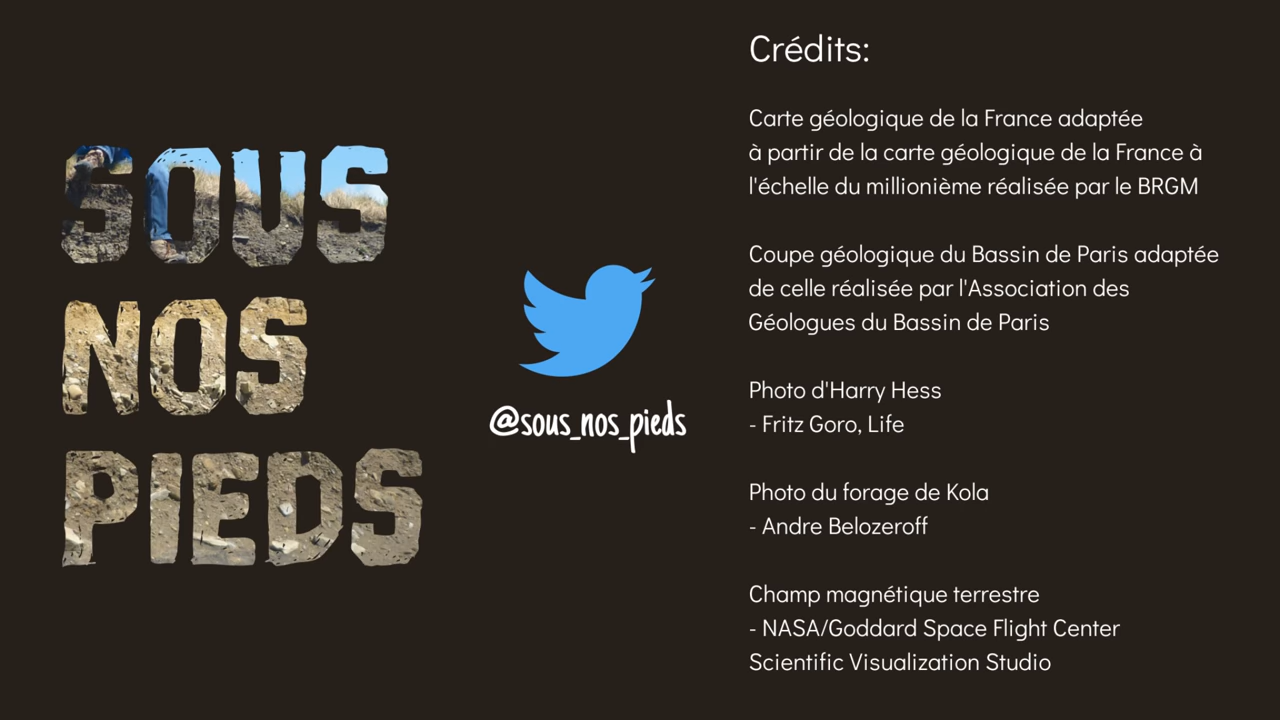 SOUS
NOS
PIEDS
@sous_nos_pieds
Crédits:
Carte géologique de la France adaptée
à partir de la carte géologique de la France à
l'échelle du millionième réalisée par le BRGM
Coupe géologique du Bassin de Paris adaptée
de celle réalisée par l'Association des
Géologues du Bassin de Paris
Photo d'Harry Hess
- Fritz Goro, Life
Photo du forage de Kola
- Andre Belozeroff
Champ magnétique terrestre
- NASA/Goddard Space Flight Center
Scientific Visualization Studio